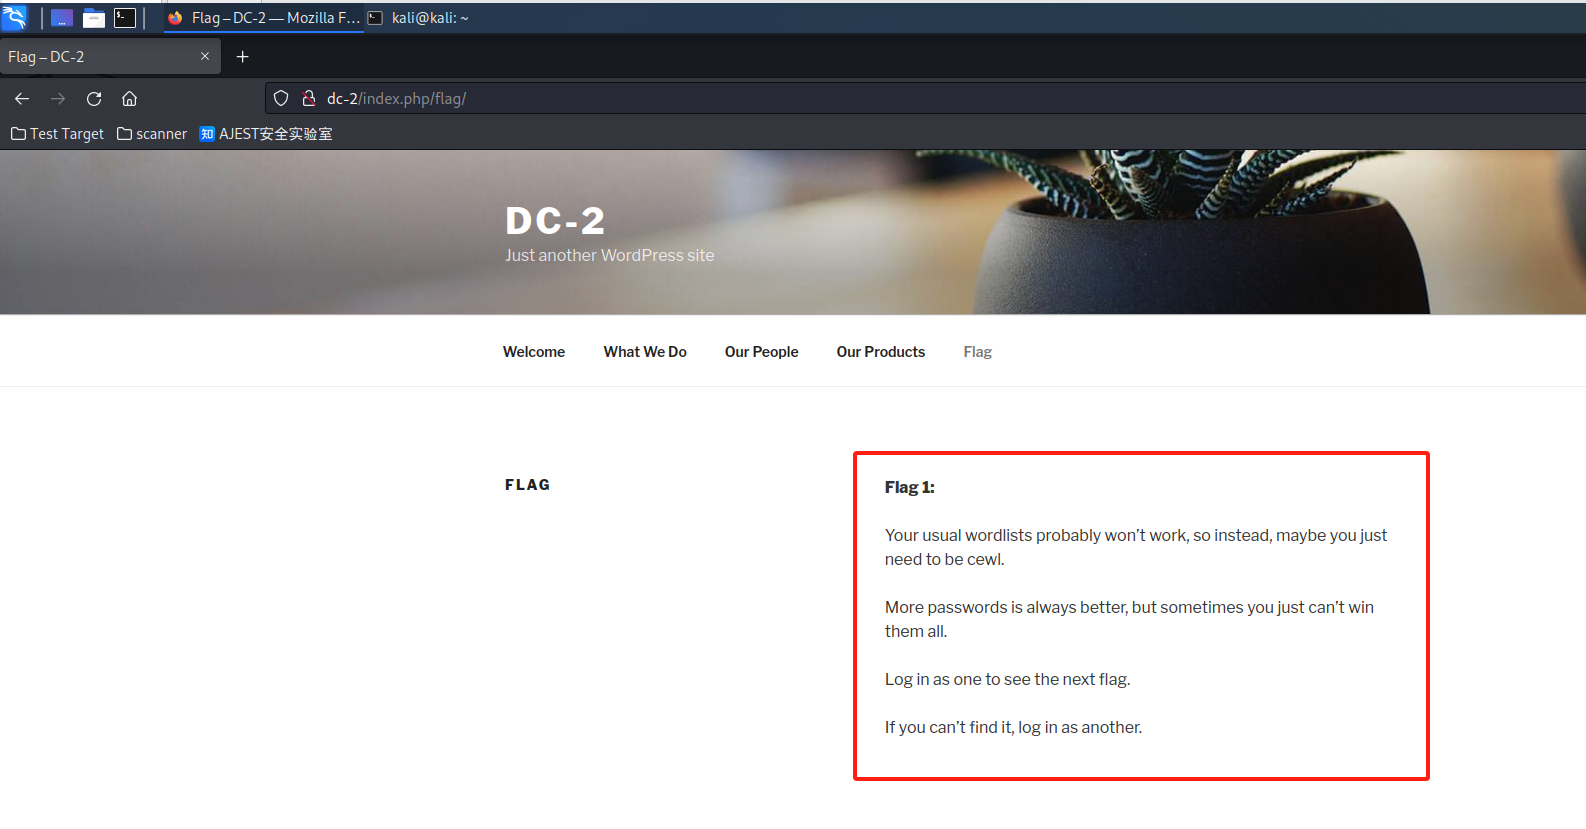 Flag – DC-2 — Mozilla F…
kali@kali: ~
Flag – DC-2
dc-2/index.php/flag/
Test Target
scanner
知 AJEST安全实验室
DC-2
Just another WordPress site
Welcome
What We Do
Our People
Our Products
Flag
FLAG
Flag 1:
Your usual wordlists probably won’t work, so instead, maybe you just
need to be cewl.
More passwords is always better, but sometimes you just can’t win
them all.
Log in as one to see the next flag.
If you can’t find it, log in as another.